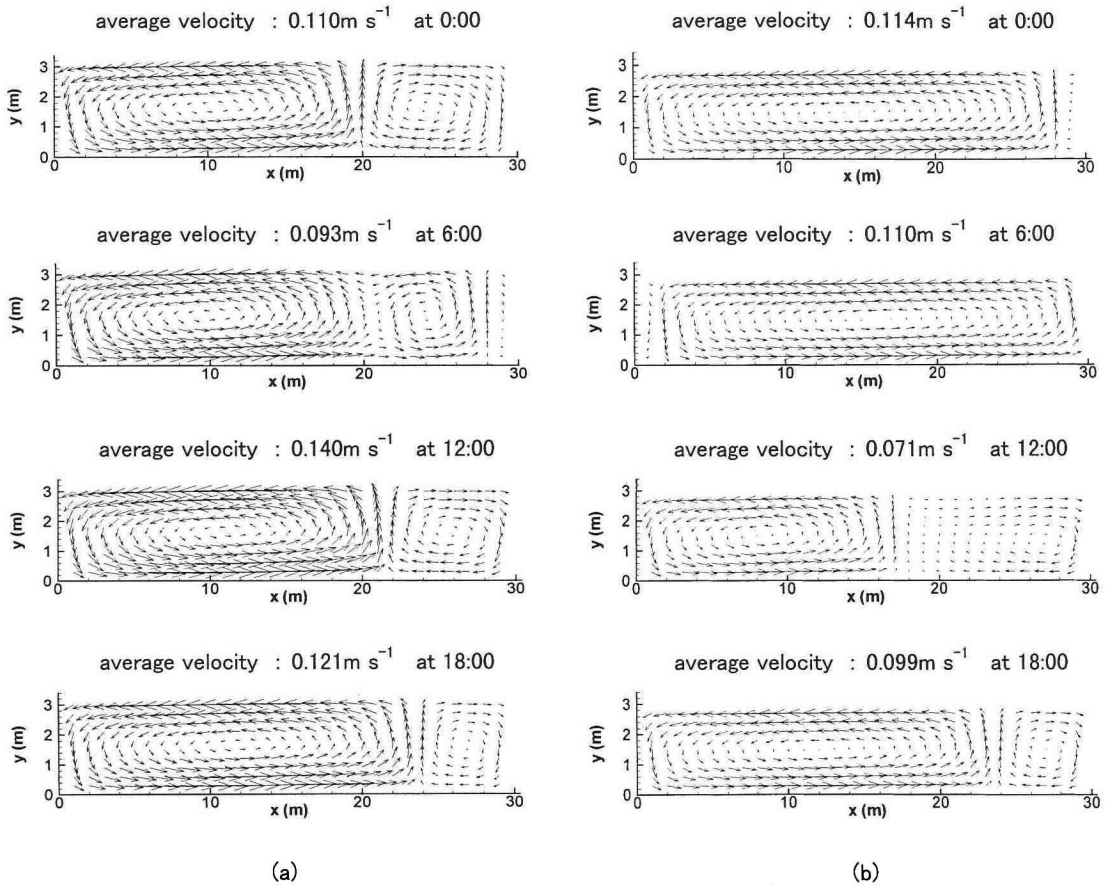 average velocity : 0.110m s⁻¹ at 0:00
y (m)
3
2
1
0
0 10 20 30
x (m)
average velocity : 0.093m s⁻¹ at 6:00
y (m)
3
2
1
0
0 10 20 30
x (m)
average velocity : 0.140m s⁻¹ at 12:00
y (m)
3
2
1
0
0 10 20 30
x (m)
average velocity : 0.121m s⁻¹ at 18:00
y (m)
3
2
1
0
0 10 20 30
x (m)
(a)
average velocity : 0.114m s⁻¹ at 0:00
y (m)
3
2
1
0
0 10 20 30
x (m)
average velocity : 0.110m s⁻¹ at 6:00
y (m)
3
2
1
0
0 10 20 30
x (m)
average velocity : 0.071m s⁻¹ at 12:00
y (m)
3
2
1
0
0 10 20 30
x (m)
average velocity : 0.099m s⁻¹ at 18:00
y (m)
3
2
1
0
0 10 20 30
x (m)
(b)